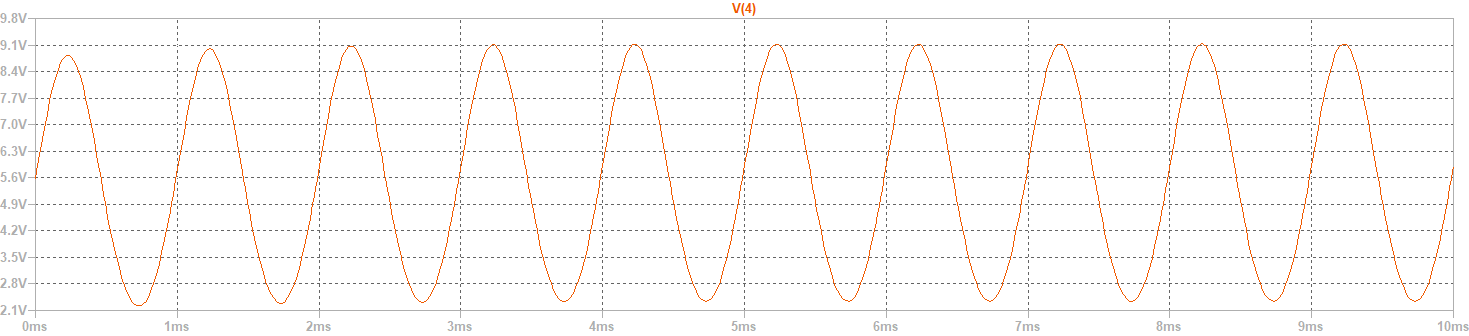 V(4)
9.8V
9.1V
8.4V
7.7V
7.0V
6.3V
5.6V
4.9V
4.2V
3.5V
2.8V
2.1V
0ms 1ms 2ms 3ms 4ms 5ms 6ms 7ms 8ms 9ms 10ms